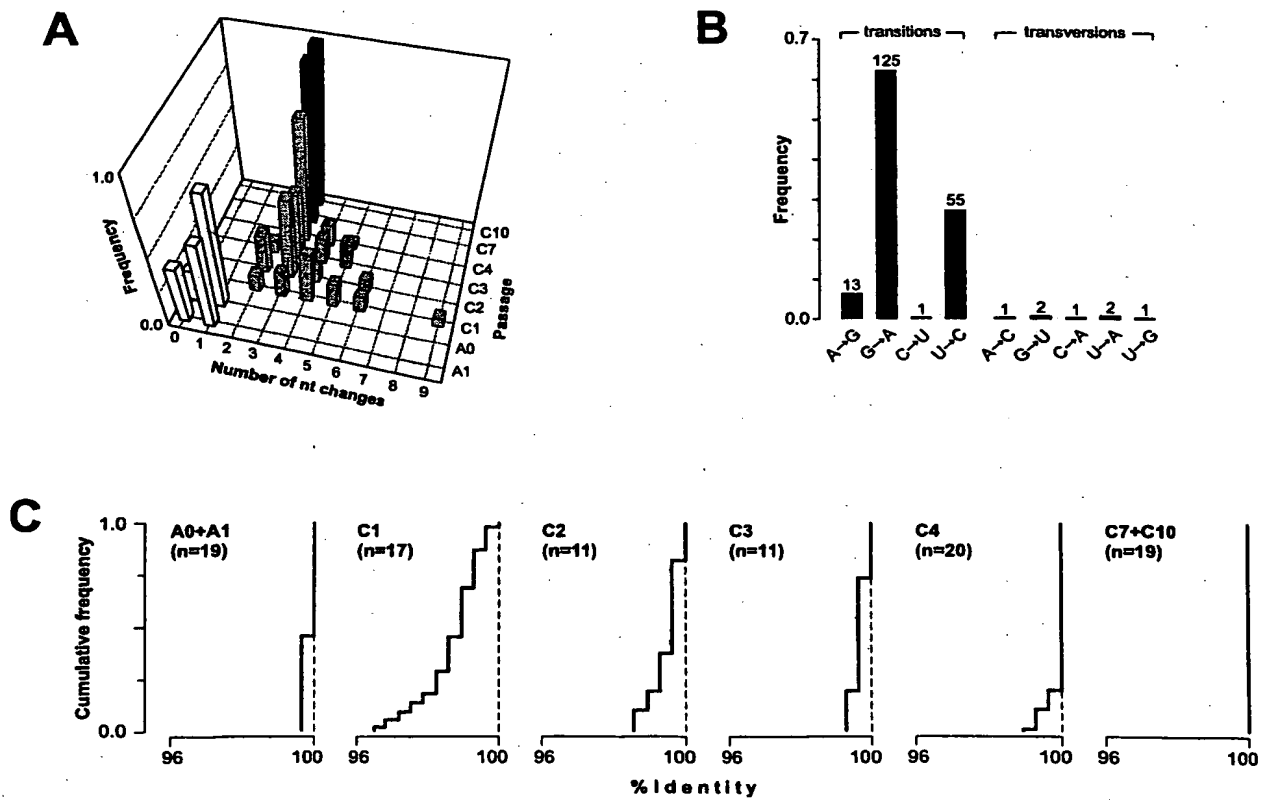 A
1.0
Frequency
0.0
0 1 2 3 4 5 6 7 8 9
Number of nt changes
C10
C7
C4
C3
C2
C1
A0
A1
Passage
B
transitions transversions
0.7
Frequency
0.0
13 125 1 55 1 2 1 2 1
A→G G→A C→U U→C A→C G→U C→A U→A U→G
C
Cumulative frequency
1.0
0.0
A0+A1
(n=19)
C1
(n=17)
C2
(n=11)
C3
(n=11)
C4
(n=20)
C7+C10
(n=19)
96 100 96 100 96 100 96 100 96 100 96 100
% Identity